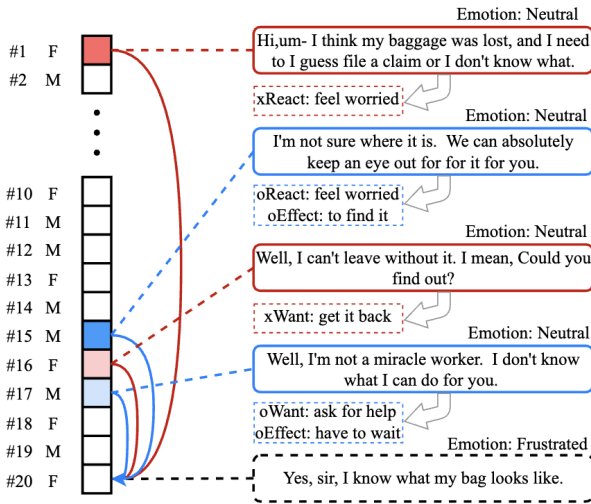 Emotion: Neutral
#1 F
Hi,um- I think my baggage was lost, and I need
to I guess file a claim or I don't know what.
#2 M
xReact: feel worried
Emotion: Neutral
I'm not sure where it is. We can absolutely
keep an eye out for for it for you.
#10 F
oReact: feel worried
oEffect: to find it
#11 M
#12 M
Emotion: Neutral
#13 F
Well, I can't leave without it. I mean, Could you
find out?
#14 M
#15 M
xWant: get it back
Emotion: Neutral
#16 F
Well, I'm not a miracle worker. I don't know
what I can do for you.
#17 M
oWant: ask for help
oEffect: have to wait
#18 F
#19 M
Emotion: Frustrated
#20 F
Yes, sir, I know what my bag looks like.